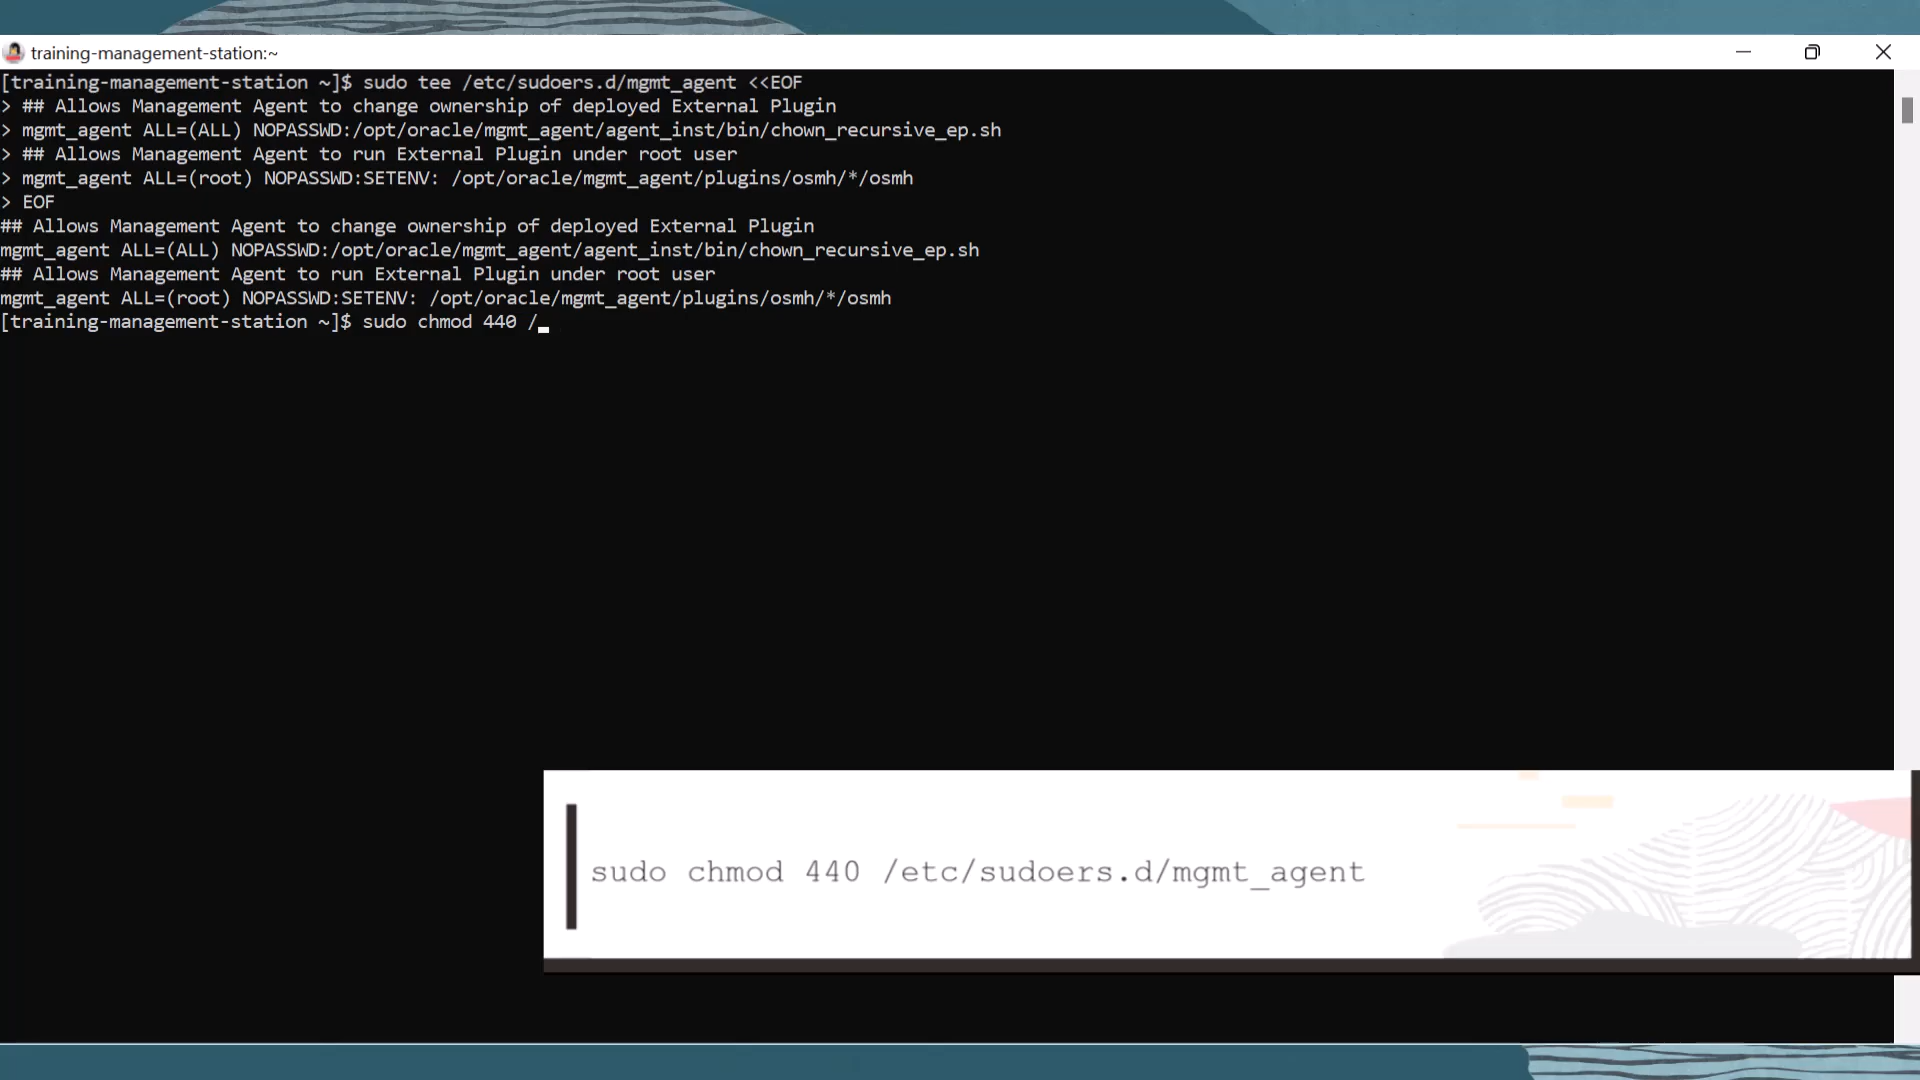 training-management-station:~
[training-management-station ~]$ sudo tee /etc/sudoers.d/mgmt_agent <<EOF
> ## Allows Management Agent to change ownership of deployed External Plugin
> mgmt_agent ALL=(ALL) NOPASSWD:/opt/oracle/mgmt_agent/agent_inst/bin/chown_recursive_ep.sh
> ## Allows Management Agent to run External Plugin under root user
> mgmt_agent ALL=(root) NOPASSWD:SETENV: /opt/oracle/mgmt_agent/plugins/osmh/*/osmh
> EOF
## Allows Management Agent to change ownership of deployed External Plugin
mgmt_agent ALL=(ALL) NOPASSWD:/opt/oracle/mgmt_agent/agent_inst/bin/chown_recursive_ep.sh
## Allows Management Agent to run External Plugin under root user
mgmt_agent ALL=(root) NOPASSWD:SETENV: /opt/oracle/mgmt_agent/plugins/osmh/*/osmh
[training-management-station ~]$ sudo chmod 440 /
sudo chmod 440 /etc/sudoers.d/mgmt_agent